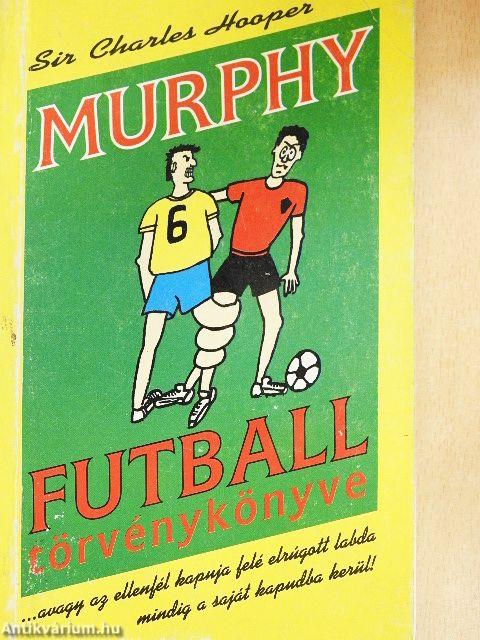 Sir Charles Hooper
MURPHY
6
FUTBALL
törvénykönyve
...avagy az ellenfél kapuja felé elrúgott labda
mindig a saját kapudba kerül!
Antikvárium.hu